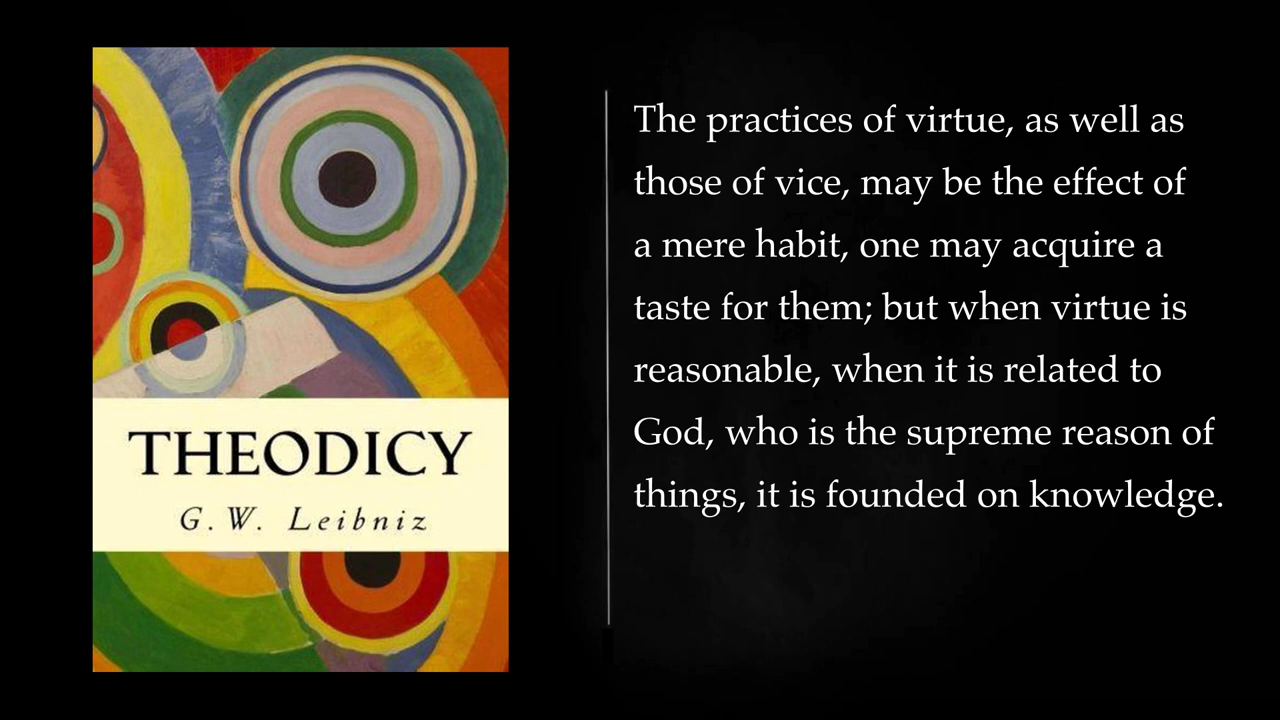 THEODICY
G. W. Leibniz
The practices of virtue, as well as
those of vice, may be the effect of
a mere habit, one may acquire a
taste for them; but when virtue is
reasonable, when it is related to
God, who is the supreme reason of
things, it is founded on knowledge.